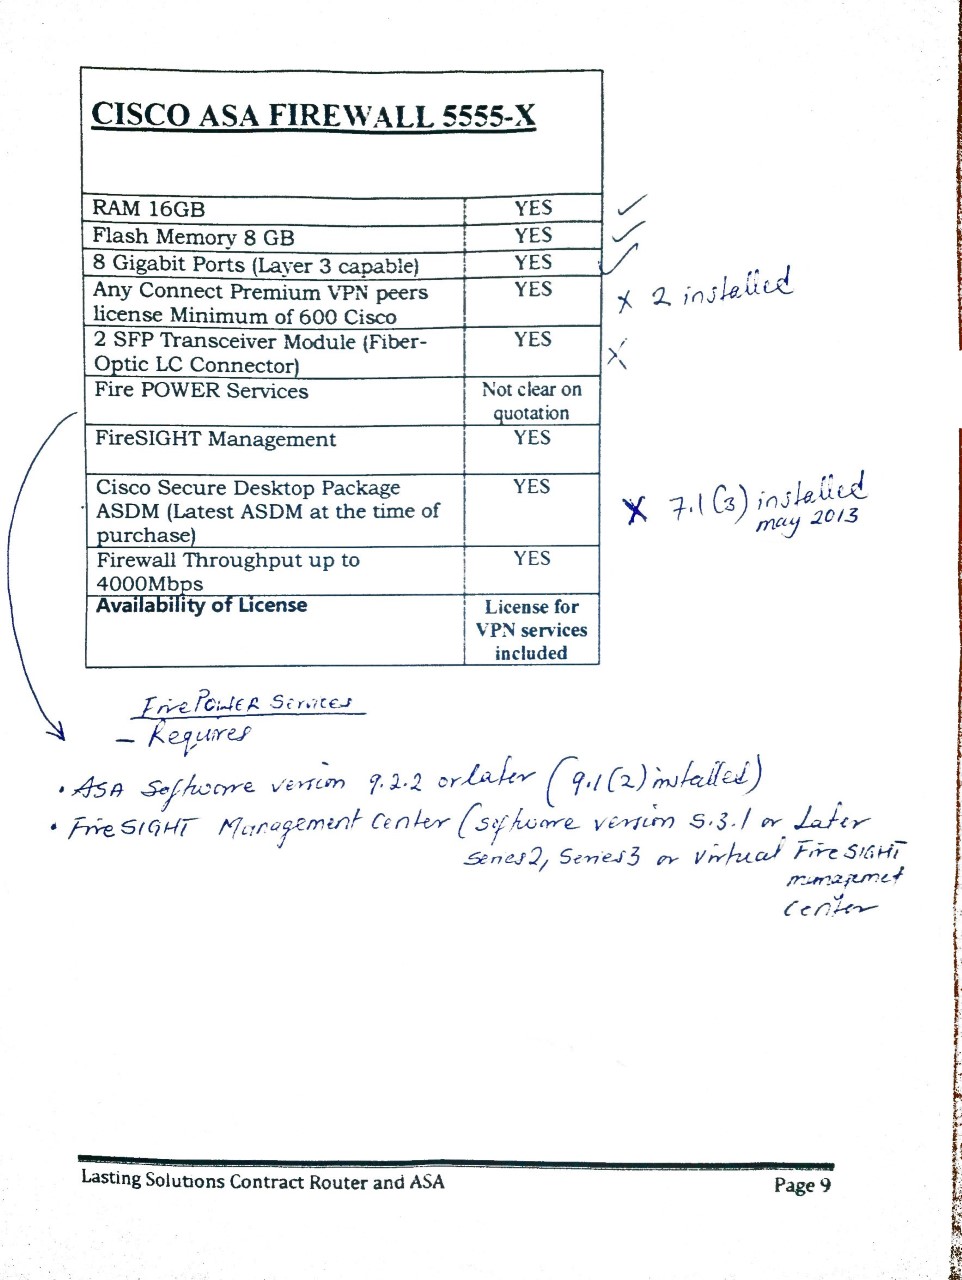 CISCO ASA FIREWALL 5555-X
RAM 16GB YES ✓
Flash Memory 8 GB YES ✓
8 Gigabit Ports (Layer 3 capable) YES ✓
Any Connect Premium VPN peers YES
license Minimum of 600 Cisco
x 2 installed
2 SFP Transceiver Module (Fiber- YES x
Optic LC Connector)
Fire POWER Services Not clear on
quotation
FireSIGHT Management YES
Cisco Secure Desktop Package YES
ASDM (Latest ASDM at the time of
purchase)
x 7.1(3) installed
may 2013
Firewall Throughput up to YES
4000Mbps
Availability of License License for
VPN services
included
FirePOWER Services
– Requires
• ASA Software version 9.2.2 or later (9.1(2) installed)
• FireSIGHT Management Center (software version 5.3.1 or Later
Series2, Series3 or Virtual FireSIGHT
managemet
Center
Lasting Solutions Contract Router and ASA Page 9